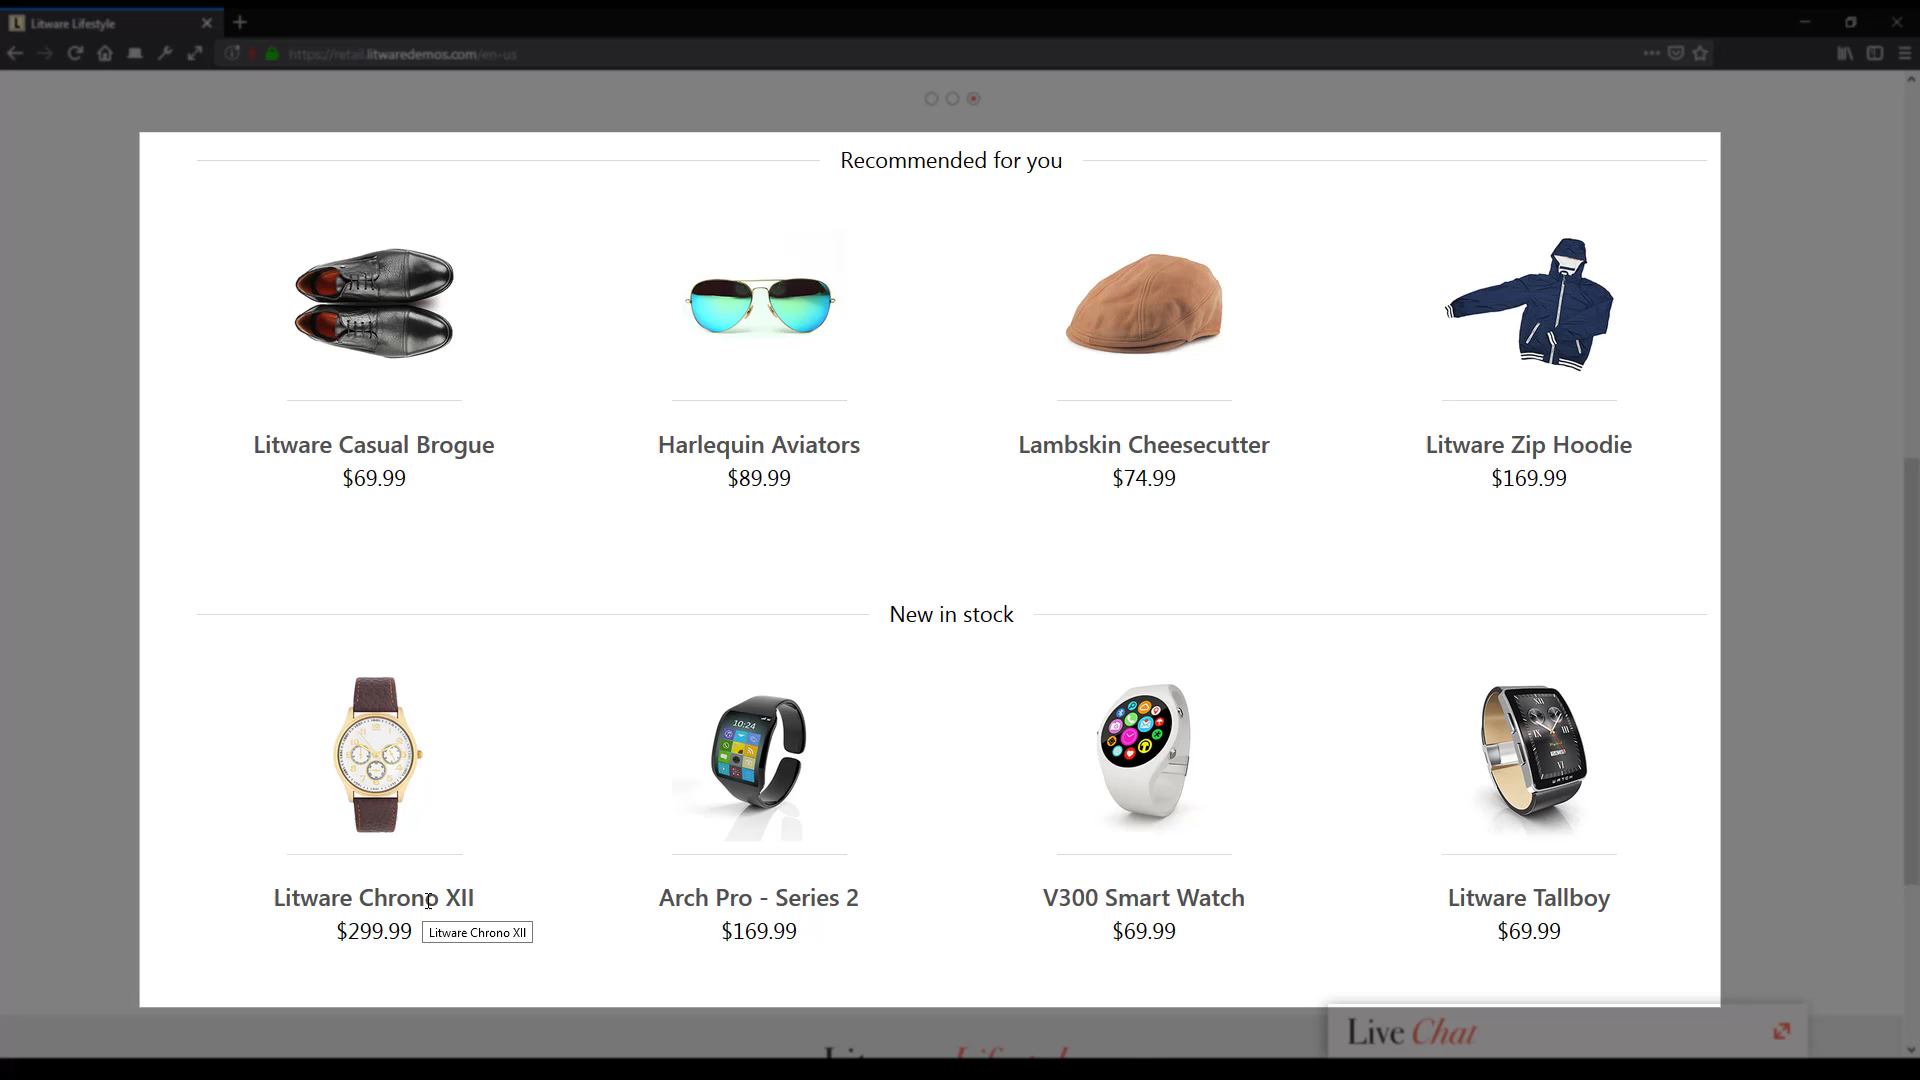 Litware Lifestyle
https://retail.litwaredemos.com/en-us
Recommended for you
Litware Casual Brogue
$69.99
Harlequin Aviators
$89.99
Lambskin Cheesecutter
$74.99
Litware Zip Hoodie
$169.99
New in stock
10:24
Litware Chrono XII
$299.99
Litware Chrono XII
Arch Pro - Series 2
$169.99
V300 Smart Watch
$69.99
Litware Tallboy
$69.99
Live Chat